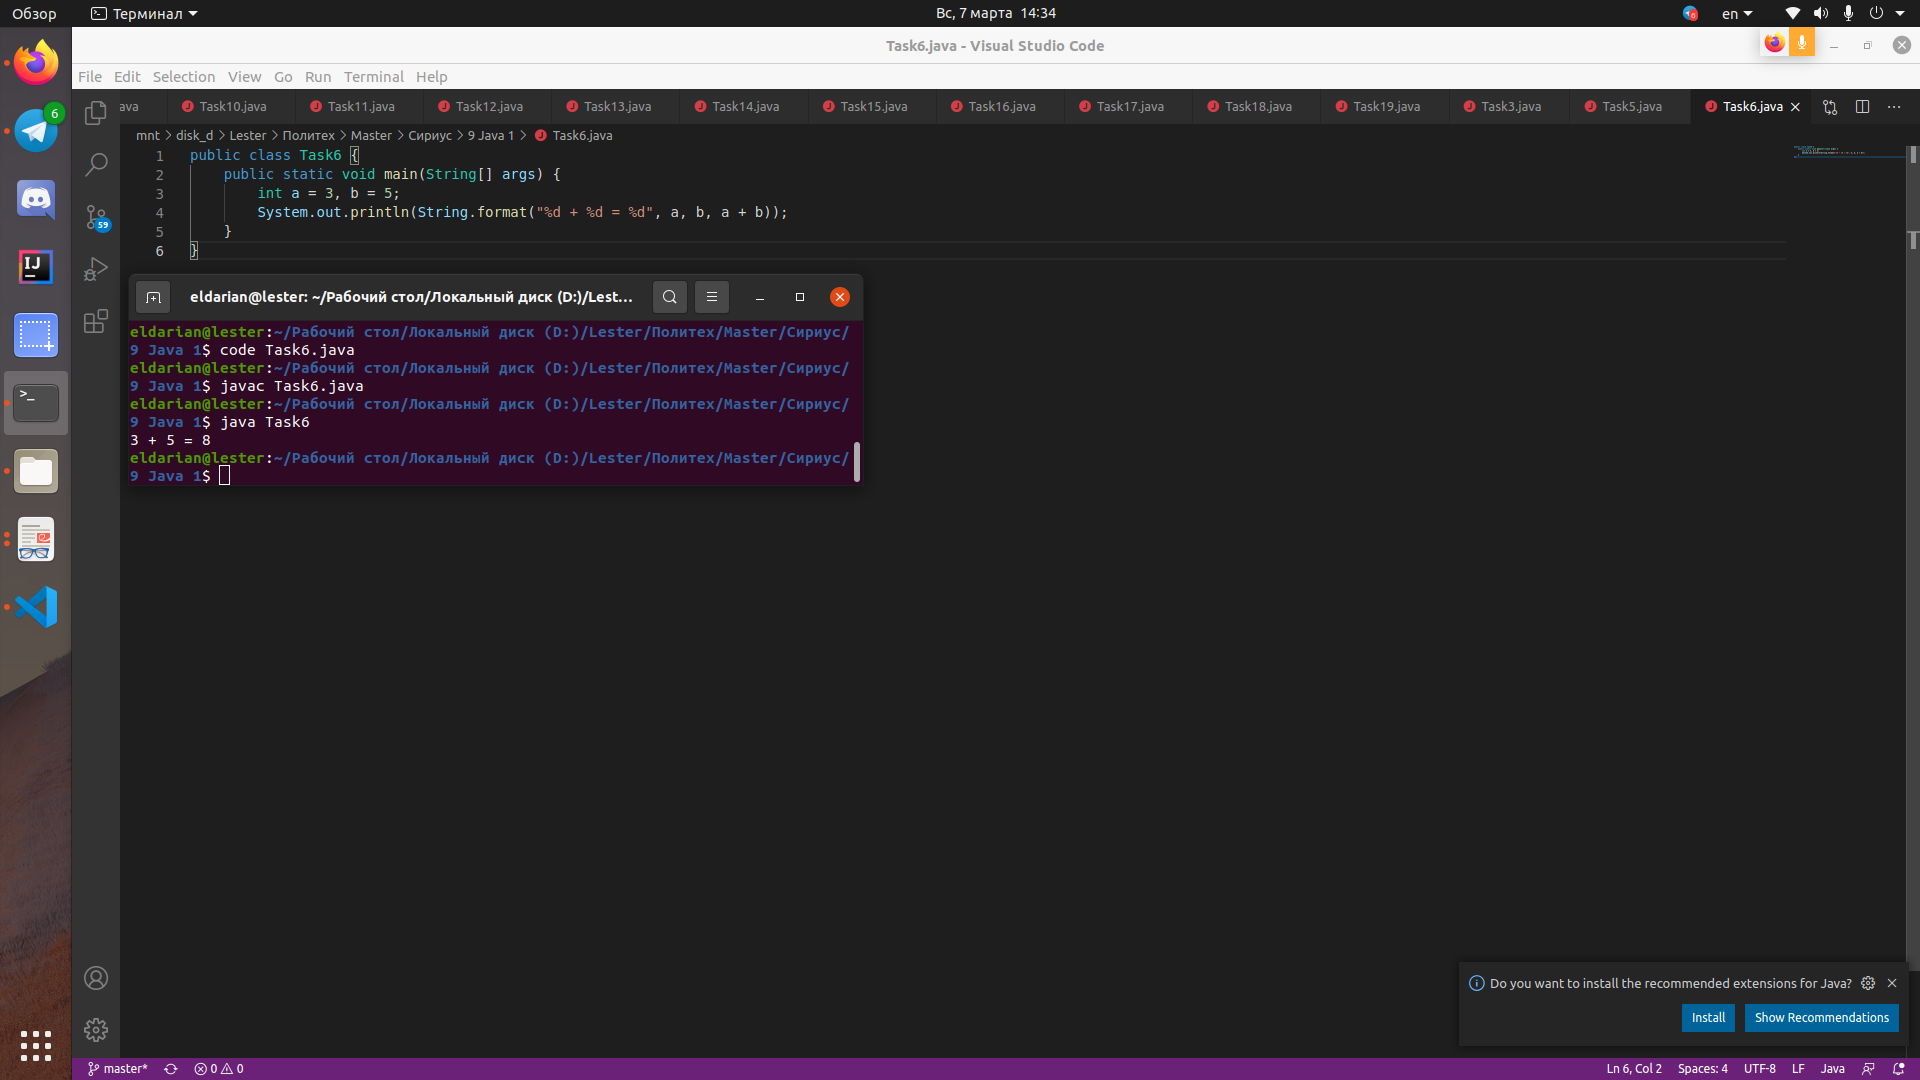 Обзор
Терминал
Вс, 7 марта 14:34
en
Task6.java - Visual Studio Code
File Edit Selection View Go Run Terminal Help
ava
Task10.java
Task11.java
Task12.java
Task13.java
Task14.java
Task15.java
Task16.java
Task17.java
Task18.java
Task19.java
Task3.java
Task5.java
Task6.java
mnt > disk_d > Lester > Политех > Master > Сириус > 9 Java 1 > Task6.java
1 public class Task6 {
2 public static void main(String[] args) {
3 int a = 3, b = 5;
4 System.out.println(String.format("%d + %d = %d", a, b, a + b));
5 }
6 }
6
59
IJ
>_
eldarian@lester: ~/Рабочий стол/Локальный диск (D:)/Lest...
eldarian@lester:~/Рабочий стол/Локальный диск (D:)/Lester/Политех/Master/Сириус/
9 Java 1$ code Task6.java
eldarian@lester:~/Рабочий стол/Локальный диск (D:)/Lester/Политех/Master/Сириус/
9 Java 1$ javac Task6.java
eldarian@lester:~/Рабочий стол/Локальный диск (D:)/Lester/Политех/Master/Сириус/
9 Java 1$ java Task6
3 + 5 = 8
eldarian@lester:~/Рабочий стол/Локальный диск (D:)/Lester/Политех/Master/Сириус/
9 Java 1$
Do you want to install the recommended extensions for Java?
Install
Show Recommendations
master*
0 0
Ln 6, Col 2
Spaces: 4
UTF-8
LF
Java